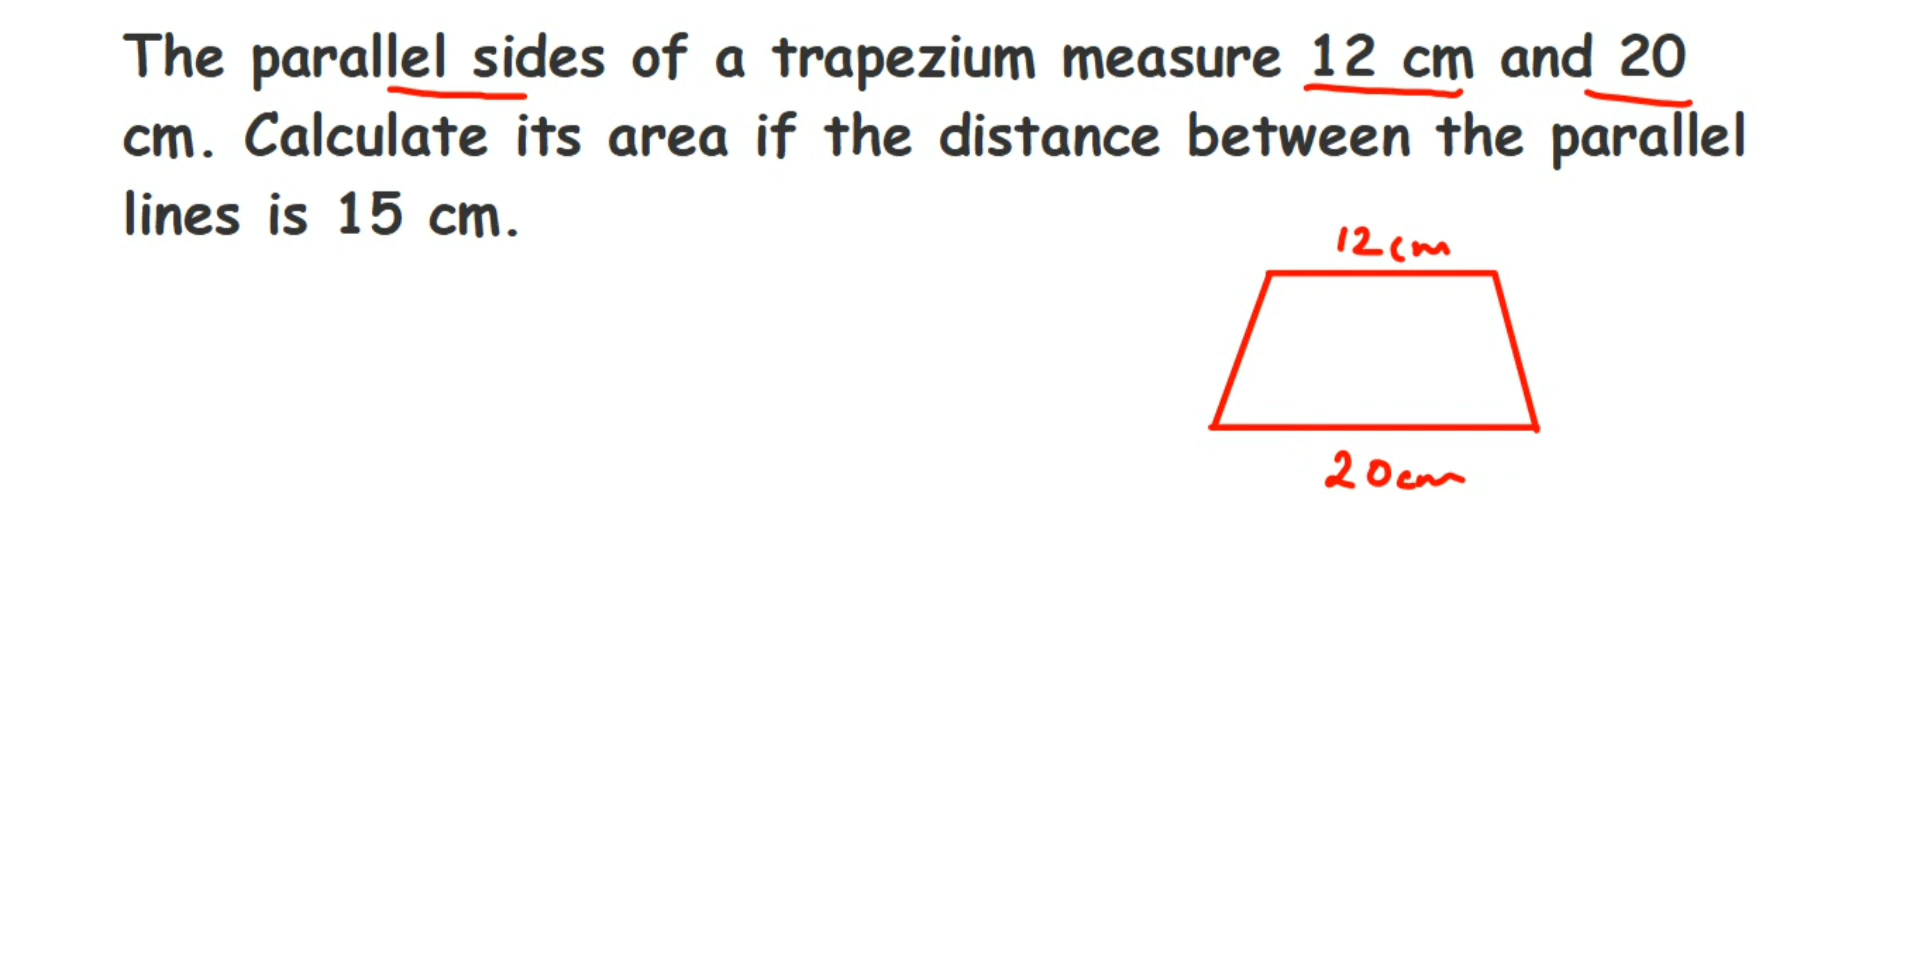 The parallel sides of a trapezium measure 12 cm and 20
cm. Calculate its area if the distance between the parallel
lines is 15 cm.
12cm
20cm